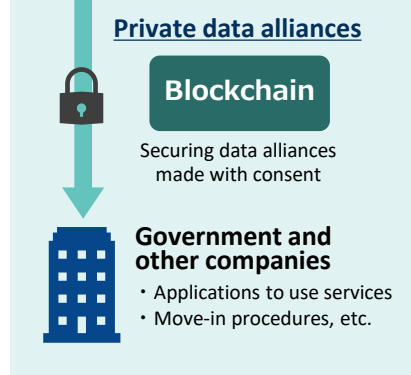 Private data alliances
Blockchain
Securing data alliances
made with consent
Government and
other companies
・Applications to use services
・Move-in procedures, etc.